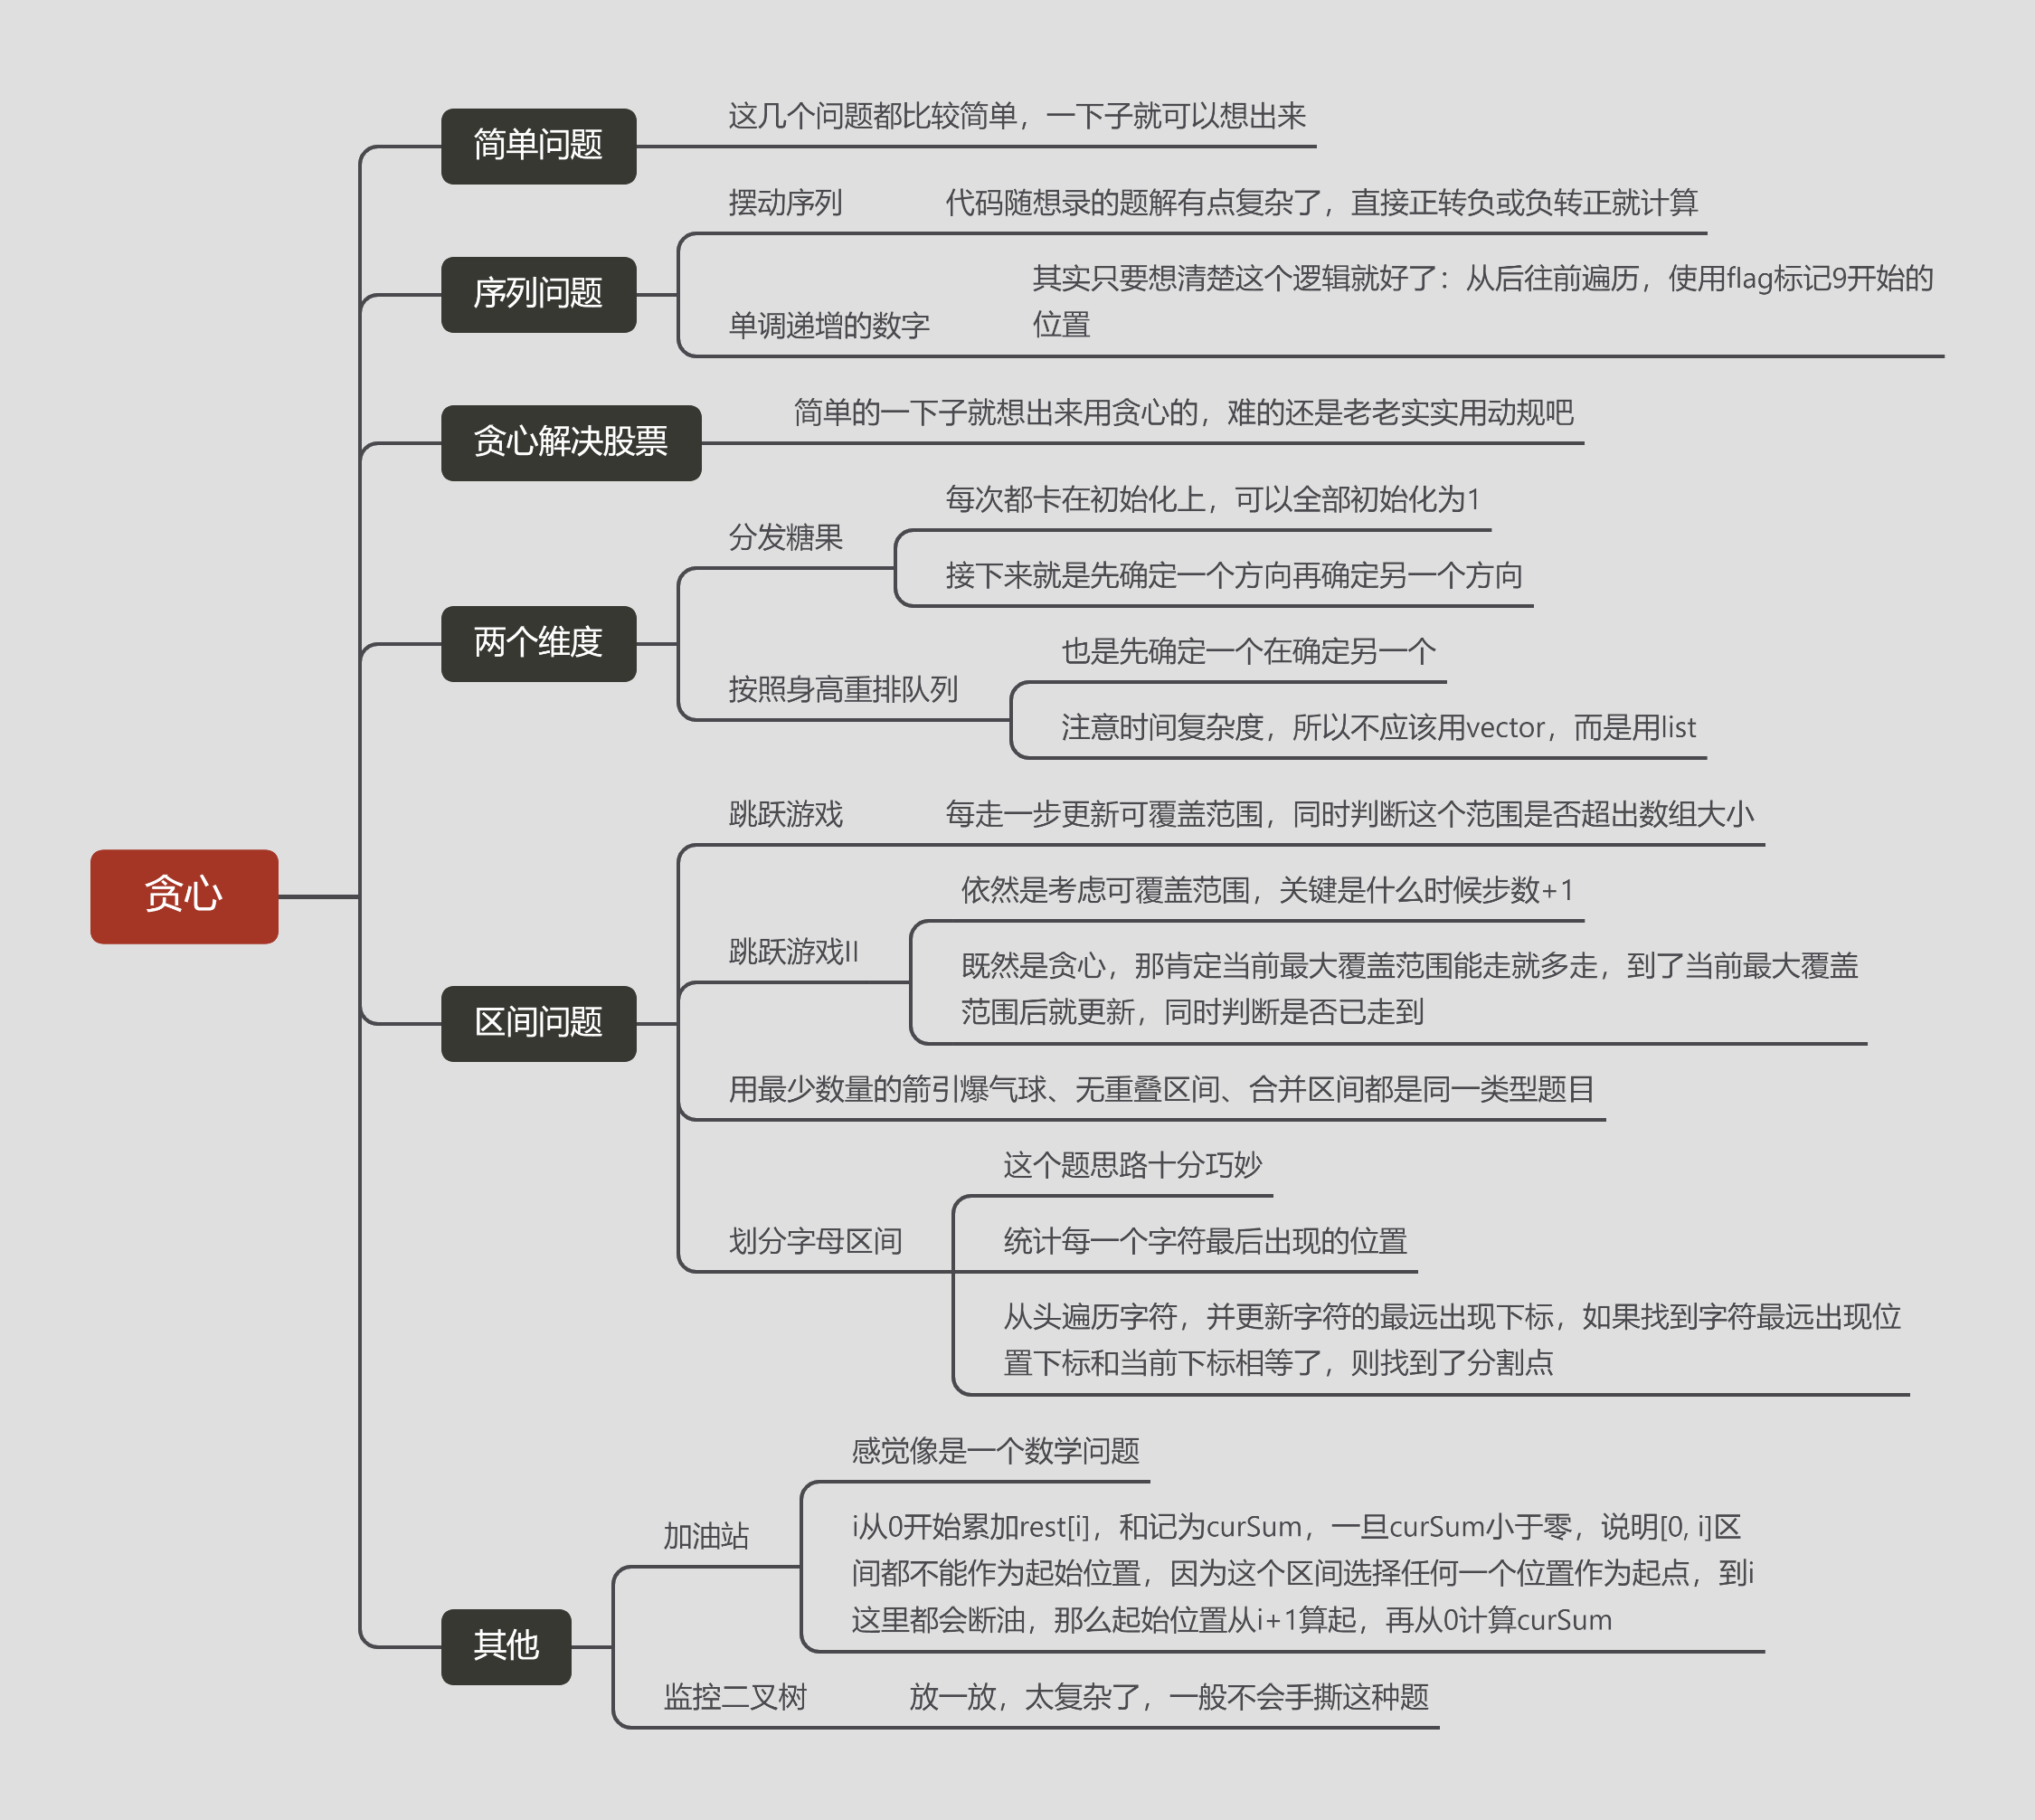 贪心
简单问题
这几个问题都比较简单，一下子就可以想出来
序列问题
摆动序列
代码随想录的题解有点复杂了，直接正转负或负转正就计算
单调递增的数字
其实只要想清楚这个逻辑就好了：从后往前遍历，使用flag标记9开始的
位置
贪心解决股票
简单的一下子就想出来用贪心的，难的还是老老实实用动规吧
两个维度
分发糖果
每次都卡在初始化上，可以全部初始化为1
接下来就是先确定一个方向再确定另一个方向
按照身高重排队列
也是先确定一个在确定另一个
注意时间复杂度，所以不应该用vector，而是用list
区间问题
跳跃游戏
每走一步更新可覆盖范围，同时判断这个范围是否超出数组大小
跳跃游戏II
依然是考虑可覆盖范围，关键是什么时候步数+1
既然是贪心，那肯定当前最大覆盖范围能走就多走，到了当前最大覆盖
范围后就更新，同时判断是否已走到
用最少数量的箭引爆气球、无重叠区间、合并区间都是同一类型题目
划分字母区间
这个题思路十分巧妙
统计每一个字符最后出现的位置
从头遍历字符，并更新字符的最远出现下标，如果找到字符最远出现位
置下标和当前下标相等了，则找到了分割点
其他
加油站
感觉像是一个数学问题
i从0开始累加rest[i]，和记为curSum，一旦curSum小于零，说明[0, i]区
间都不能作为起始位置，因为这个区间选择任何一个位置作为起点，到i
这里都会断油，那么起始位置从i+1算起，再从0计算curSum
监控二叉树
放一放，太复杂了，一般不会手撕这种题